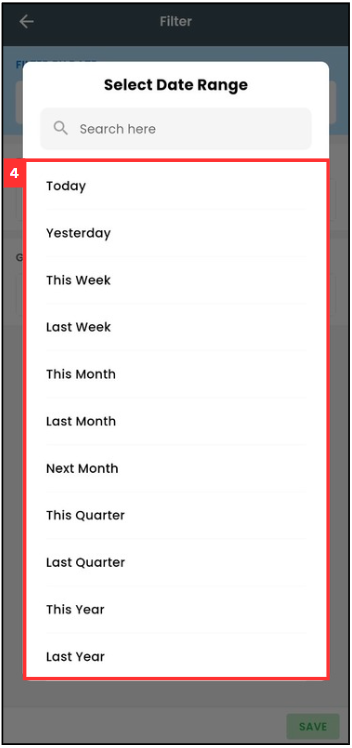 Filter
Select Date Range
Search here
4
Today
Yesterday
This Week
Last Week
This Month
Last Month
Next Month
This Quarter
Last Quarter
This Year
Last Year
SAVE